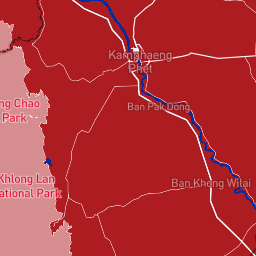 Kamphaeng
Phet
Ban Pak Dong
ng Chao
Park
Khlong Lan
ational Park
Ban Khong Wilai